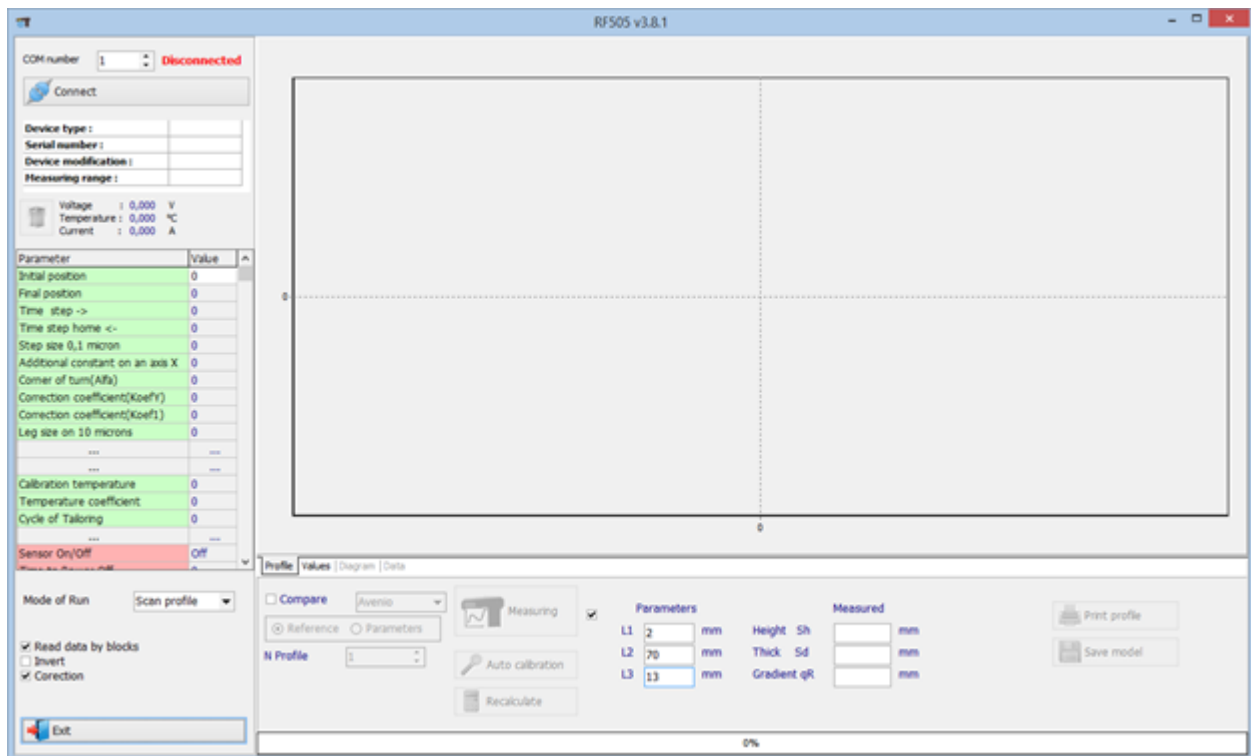 RF505 v3.8.1
COM number 1 Disconnected
Connect
Device type :
Serial number :
Device modification :
Measuring range :
Voltage : 0,000 V
Temperature : 0,000 ºC
Current : 0,000 A
Parameter Value
Initial position 0
Final position 0
Time step -> 0
Time step home <- 0
Step size 0,1 micron 0
Additional constant on an axis X 0
Corner of turn(Alfa) 0
Correction coefficient(KoefY) 0
Correction coefficient(Koef1) 0
Leg size on 10 microns 0
... ...
... ...
Calibration temperature 0
Temperature coefficient 0
Cycle of Tailoring 0
... ...
Sensor On/Off Off
Time to Power Off 0
Mode of Run Scan profile
Read data by blocks
Invert
Corection
Exit
0
0
Profile Values Diagram Data
Compare Avenio
Reference Parameters
N Profile 1
Measuring
Auto calibration
Recalculate
Parameters Measured
L1 2 mm Height Sh mm
L2 70 mm Thick Sd mm
L3 13 mm Gradient qR mm
Print profile
Save model
0%